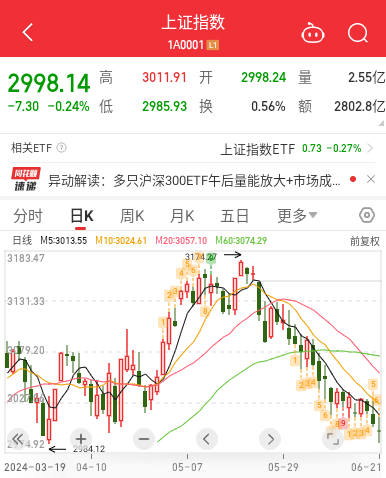 上证指数
1A0001 L1
2998.14 高 3011.91 开 2998.24 量 2.55亿
-7.30 -0.24% 低 2985.93 换 0.56% 额 2802.8亿
相关ETF ? 上证指数ETF 0.73 -0.27%
同花顺速递 异动解读：多只沪深300ETF午后量能放大+市场成...
分时 日K 周K 月K 五日 更多
日线 M5:3013.55 M10:3024.61 M20:3057.10 M60:3074.29 前复权
3183.47
3174.27
3131.33
2984.12
2024-03-19 04-10 05-07 05-29 06-21